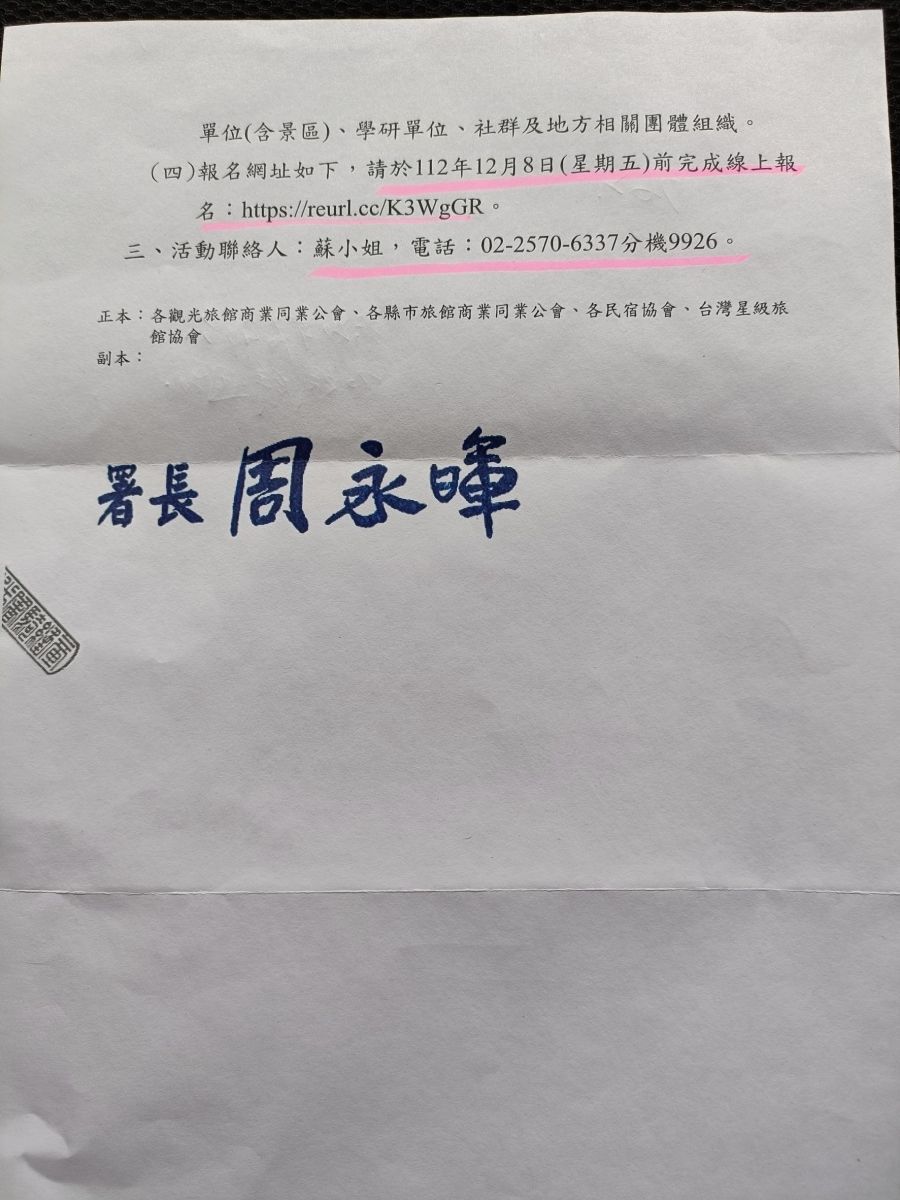 單位(含景區)、學研單位、社群及地方相關團體組織。
(四)報名網址如下，請於112年12月8日(星期五)前完成線上報
名：https://reurl.cc/K3WgGR。
三、活動聯絡人：蘇小姐，電話：02-2570-6337分機9926。
正本：各觀光旅館商業同業公會、各縣市旅館商業同業公會、各民宿協會、台灣星級旅
館協會
副本：
署長 周永暉